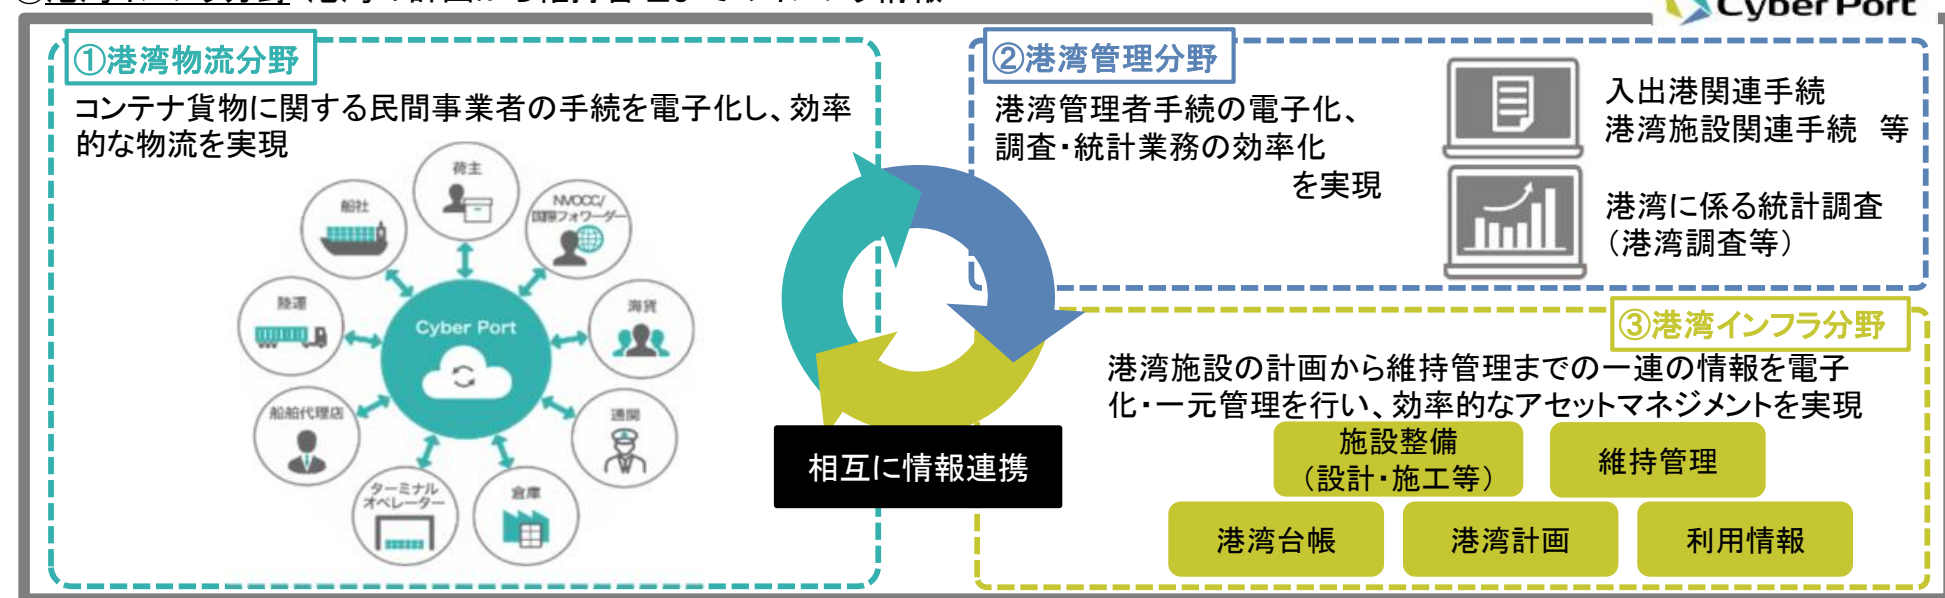 Cyber Port
①港湾物流分野
コンテナ貨物に関する民間事業者の手続を電子化し、効率
的な物流を実現
荷主
船社
NVOCC/
国際フォワーダー
陸運
Cyber Port
海貨
船舶代理店
通関
ターミナル
オペレーター
倉庫
相互に情報連携
②港湾管理分野
港湾管理者手続の電子化、
調査・統計業務の効率化
を実現
入出港関連手続
港湾施設関連手続　等
港湾に係る統計調査
（港湾調査等）
③港湾インフラ分野
港湾施設の計画から維持管理までの一連の情報を電子
化・一元管理を行い、効率的なアセットマネジメントを実現
施設整備
（設計・施工等）
維持管理
港湾台帳
港湾計画
利用情報